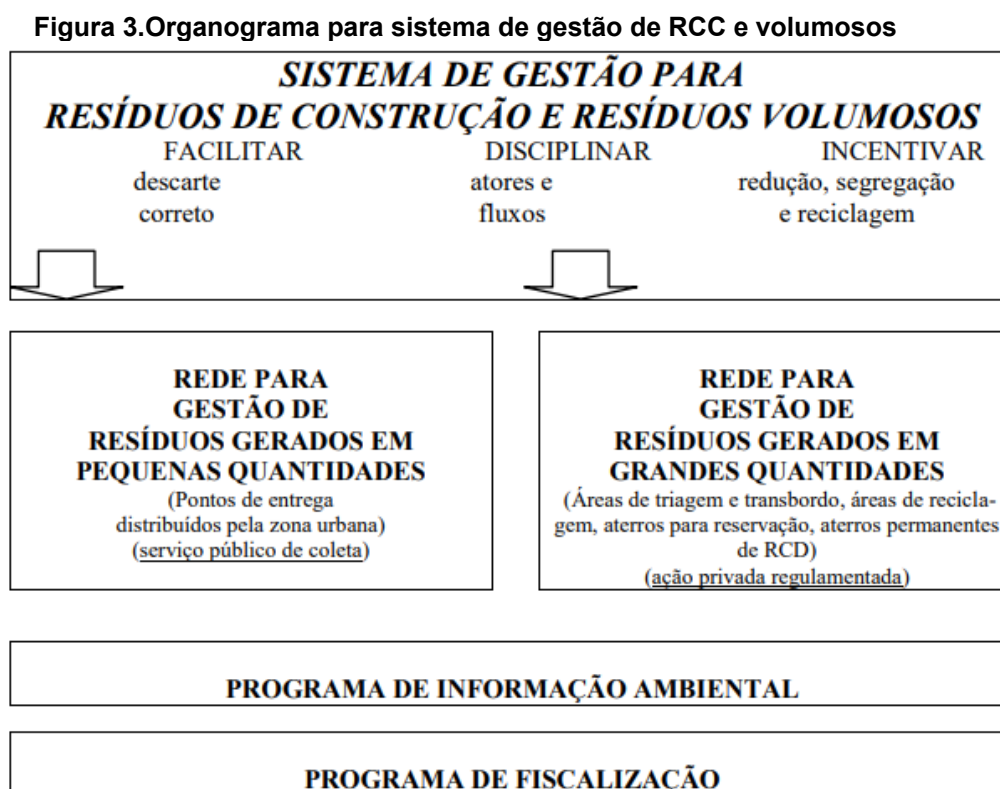 Figura 3.Organograma para sistema de gestão de RCC e volumosos
SISTEMA DE GESTÃO PARA
RESÍDUOS DE CONSTRUÇÃO E RESÍDUOS VOLUMOSOS
FACILITAR DISCIPLINAR INCENTIVAR
descarte atores e redução, segregação
correto fluxos e reciclagem
REDE PARA
GESTÃO DE
RESÍDUOS GERADOS EM
PEQUENAS QUANTIDADES
(Pontos de entrega
distribuídos pela zona urbana)
(serviço público de coleta)
REDE PARA
GESTÃO DE
RESÍDUOS GERADOS EM
GRANDES QUANTIDADES
(Áreas de triagem e transbordo, áreas de recicla-
gem, aterros para reservação, aterros permanentes
de RCD)
(ação privada regulamentada)
PROGRAMA DE INFORMAÇÃO AMBIENTAL
PROGRAMA DE FISCALIZAÇÃO